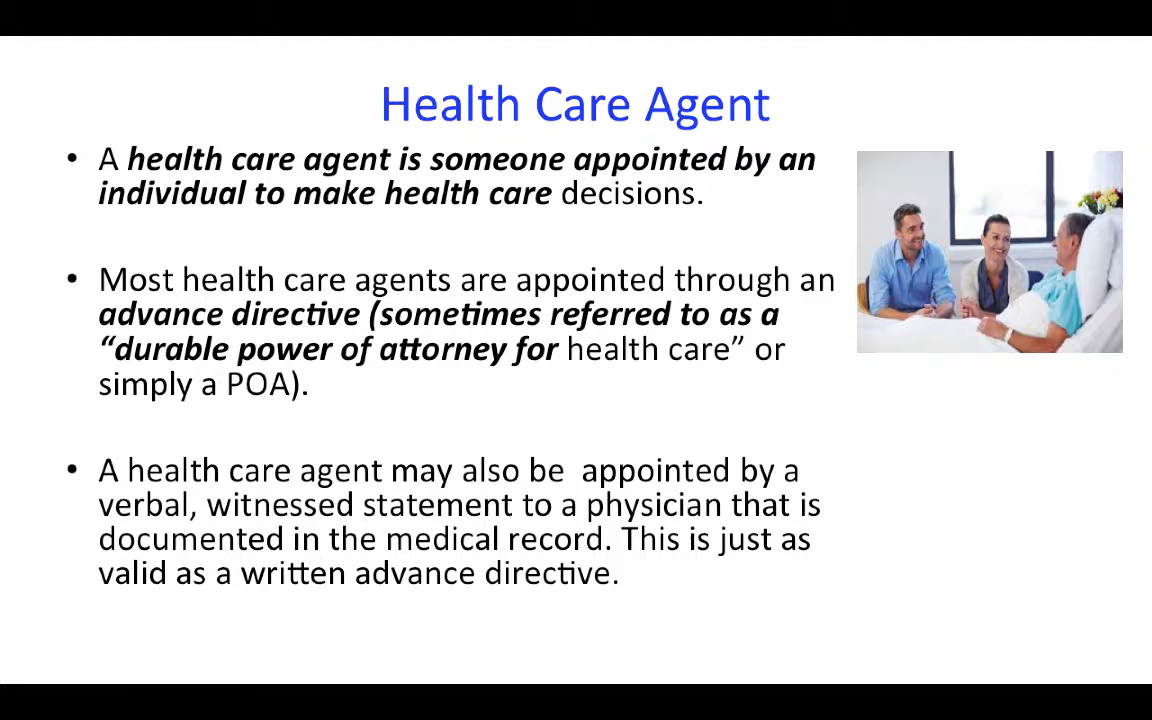 Health Care Agent
• A health care agent is someone appointed by an
individual to make health care decisions.
• Most health care agents are appointed through an
advance directive (sometimes referred to as a
“durable power of attorney for health care” or
simply a POA).
• A health care agent may also be  appointed by a
verbal, witnessed statement to a physician that is
documented in the medical record. This is just as
valid as a written advance directive.